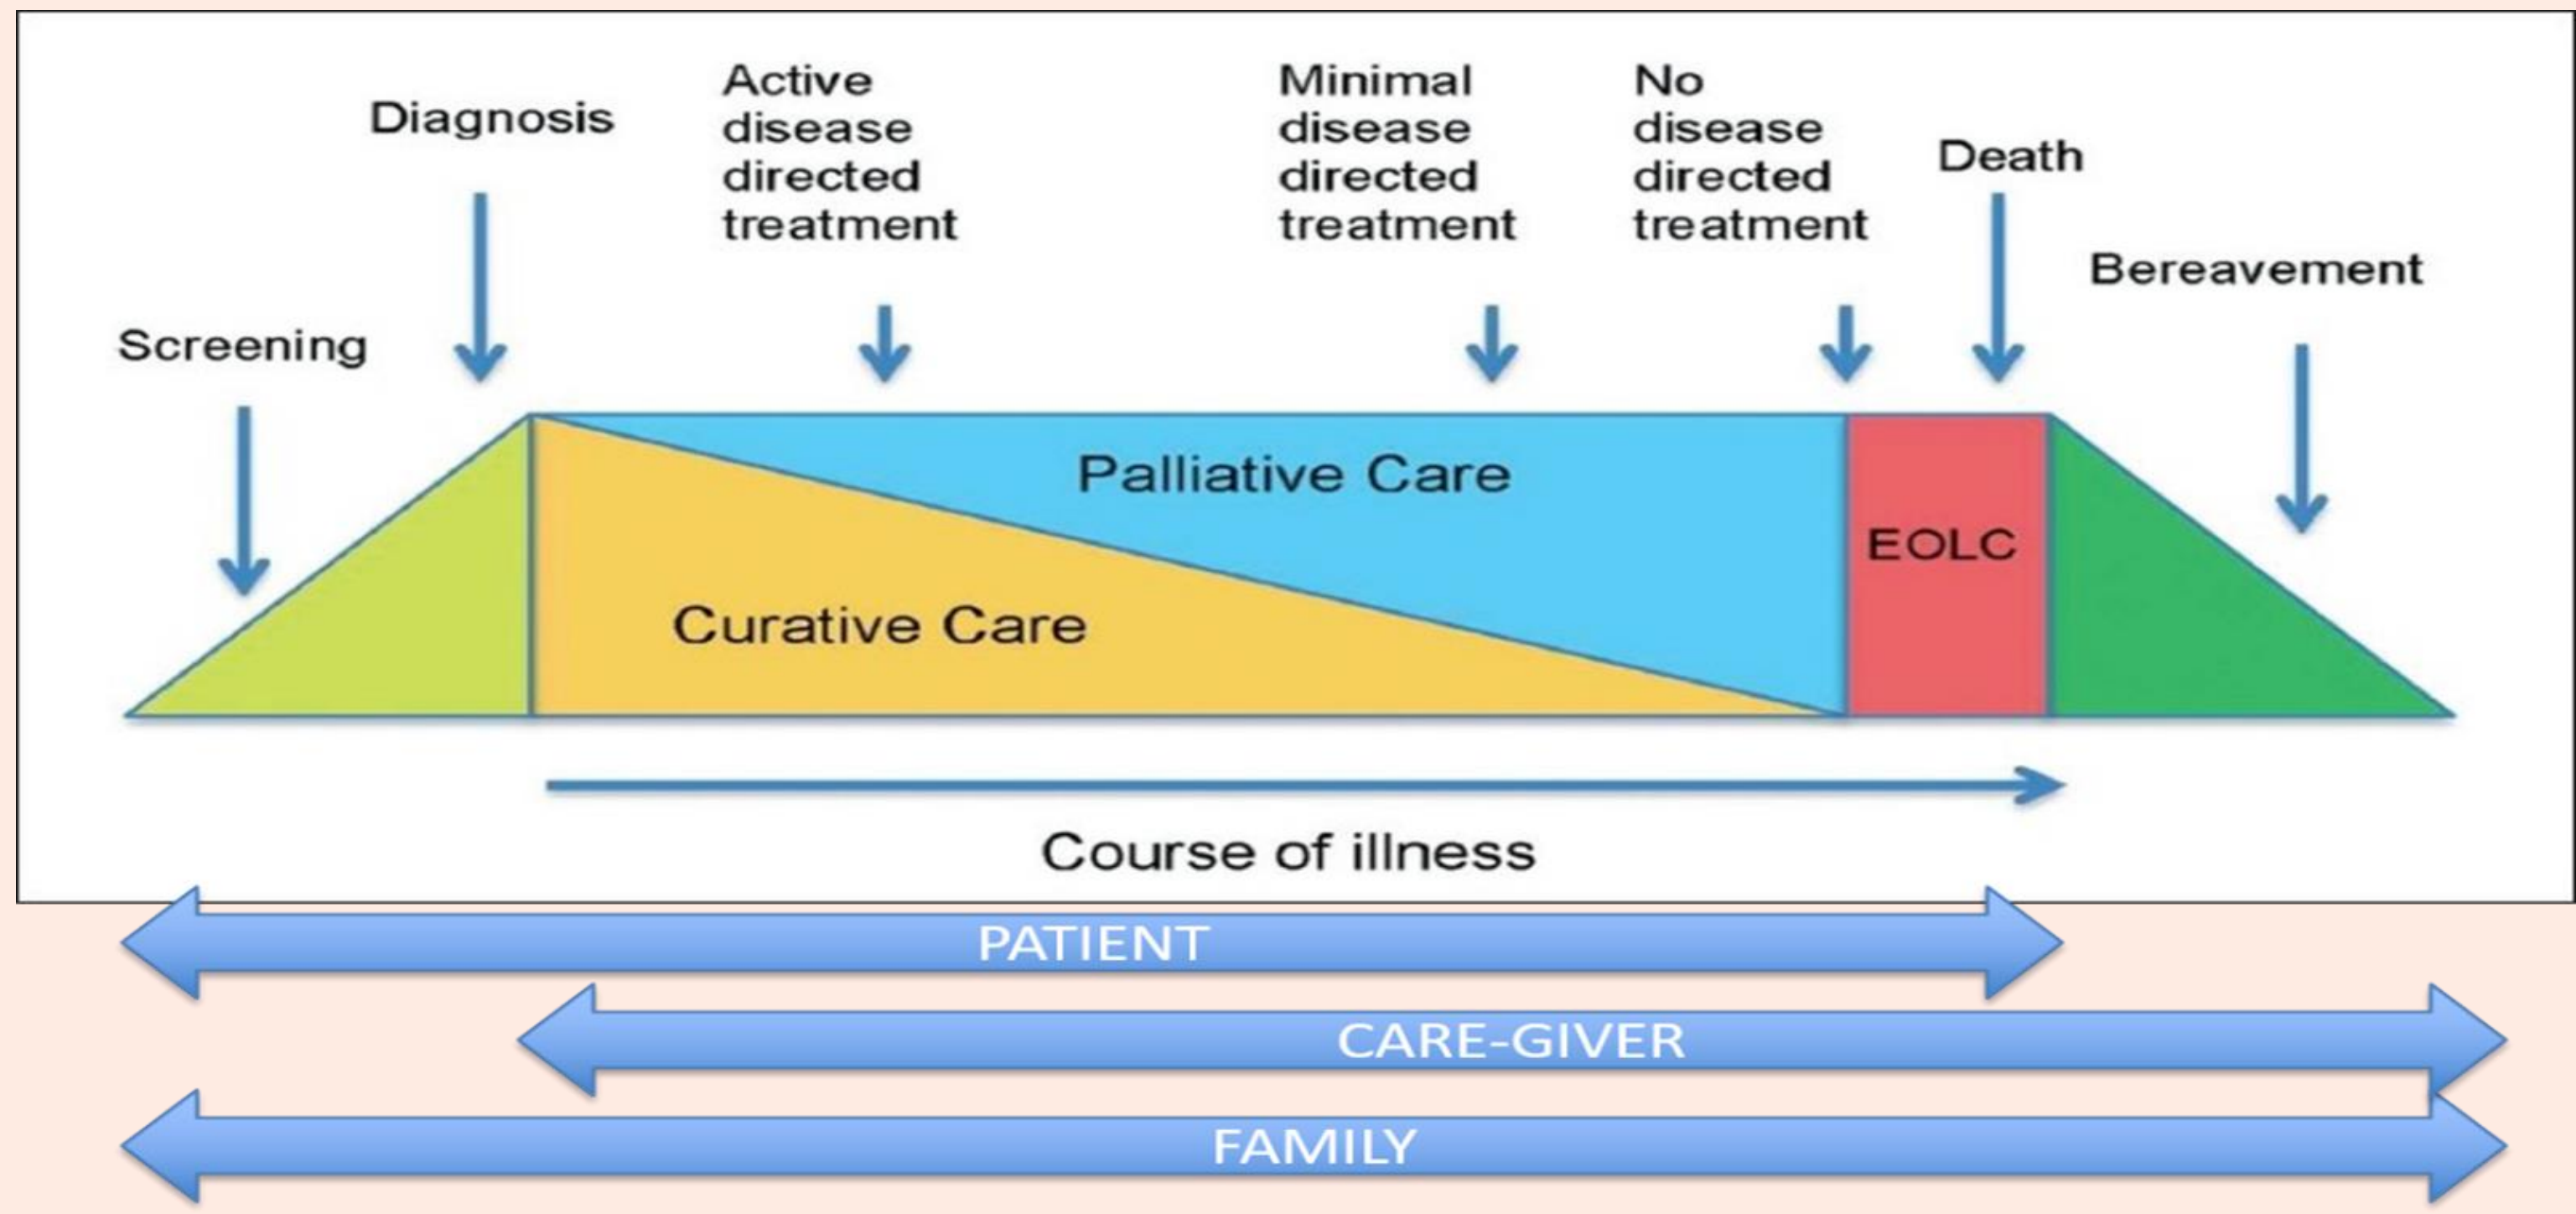 Screening
Diagnosis
Active
disease
directed
treatment
Minimal
disease
directed
treatment
No
disease
directed
treatment
Death
Bereavement
Palliative Care
Curative Care
EOLC
Course of illness
PATIENT
CARE-GIVER
FAMILY